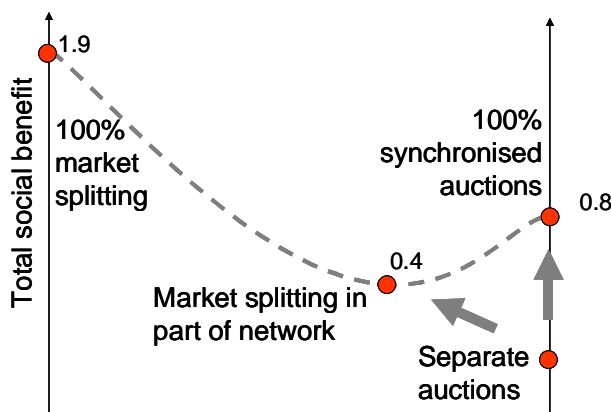 1.9
Total social benefit
100%
market
splitting
100%
synchronised
auctions
0.8
0.4
Market splitting in
part of network
Separate
auctions